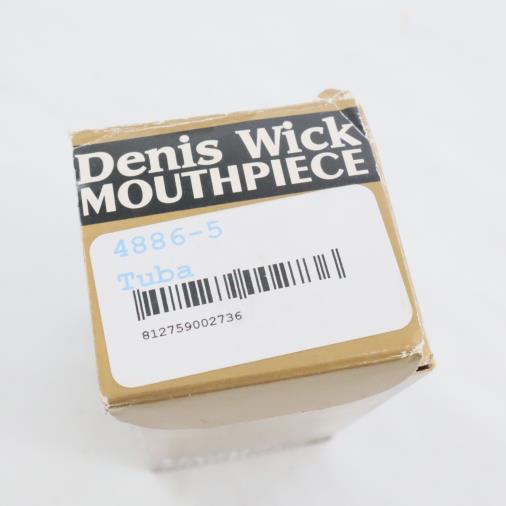 Denis Wick
MOUTHPIECE
4886-5
Tuba
812759002736